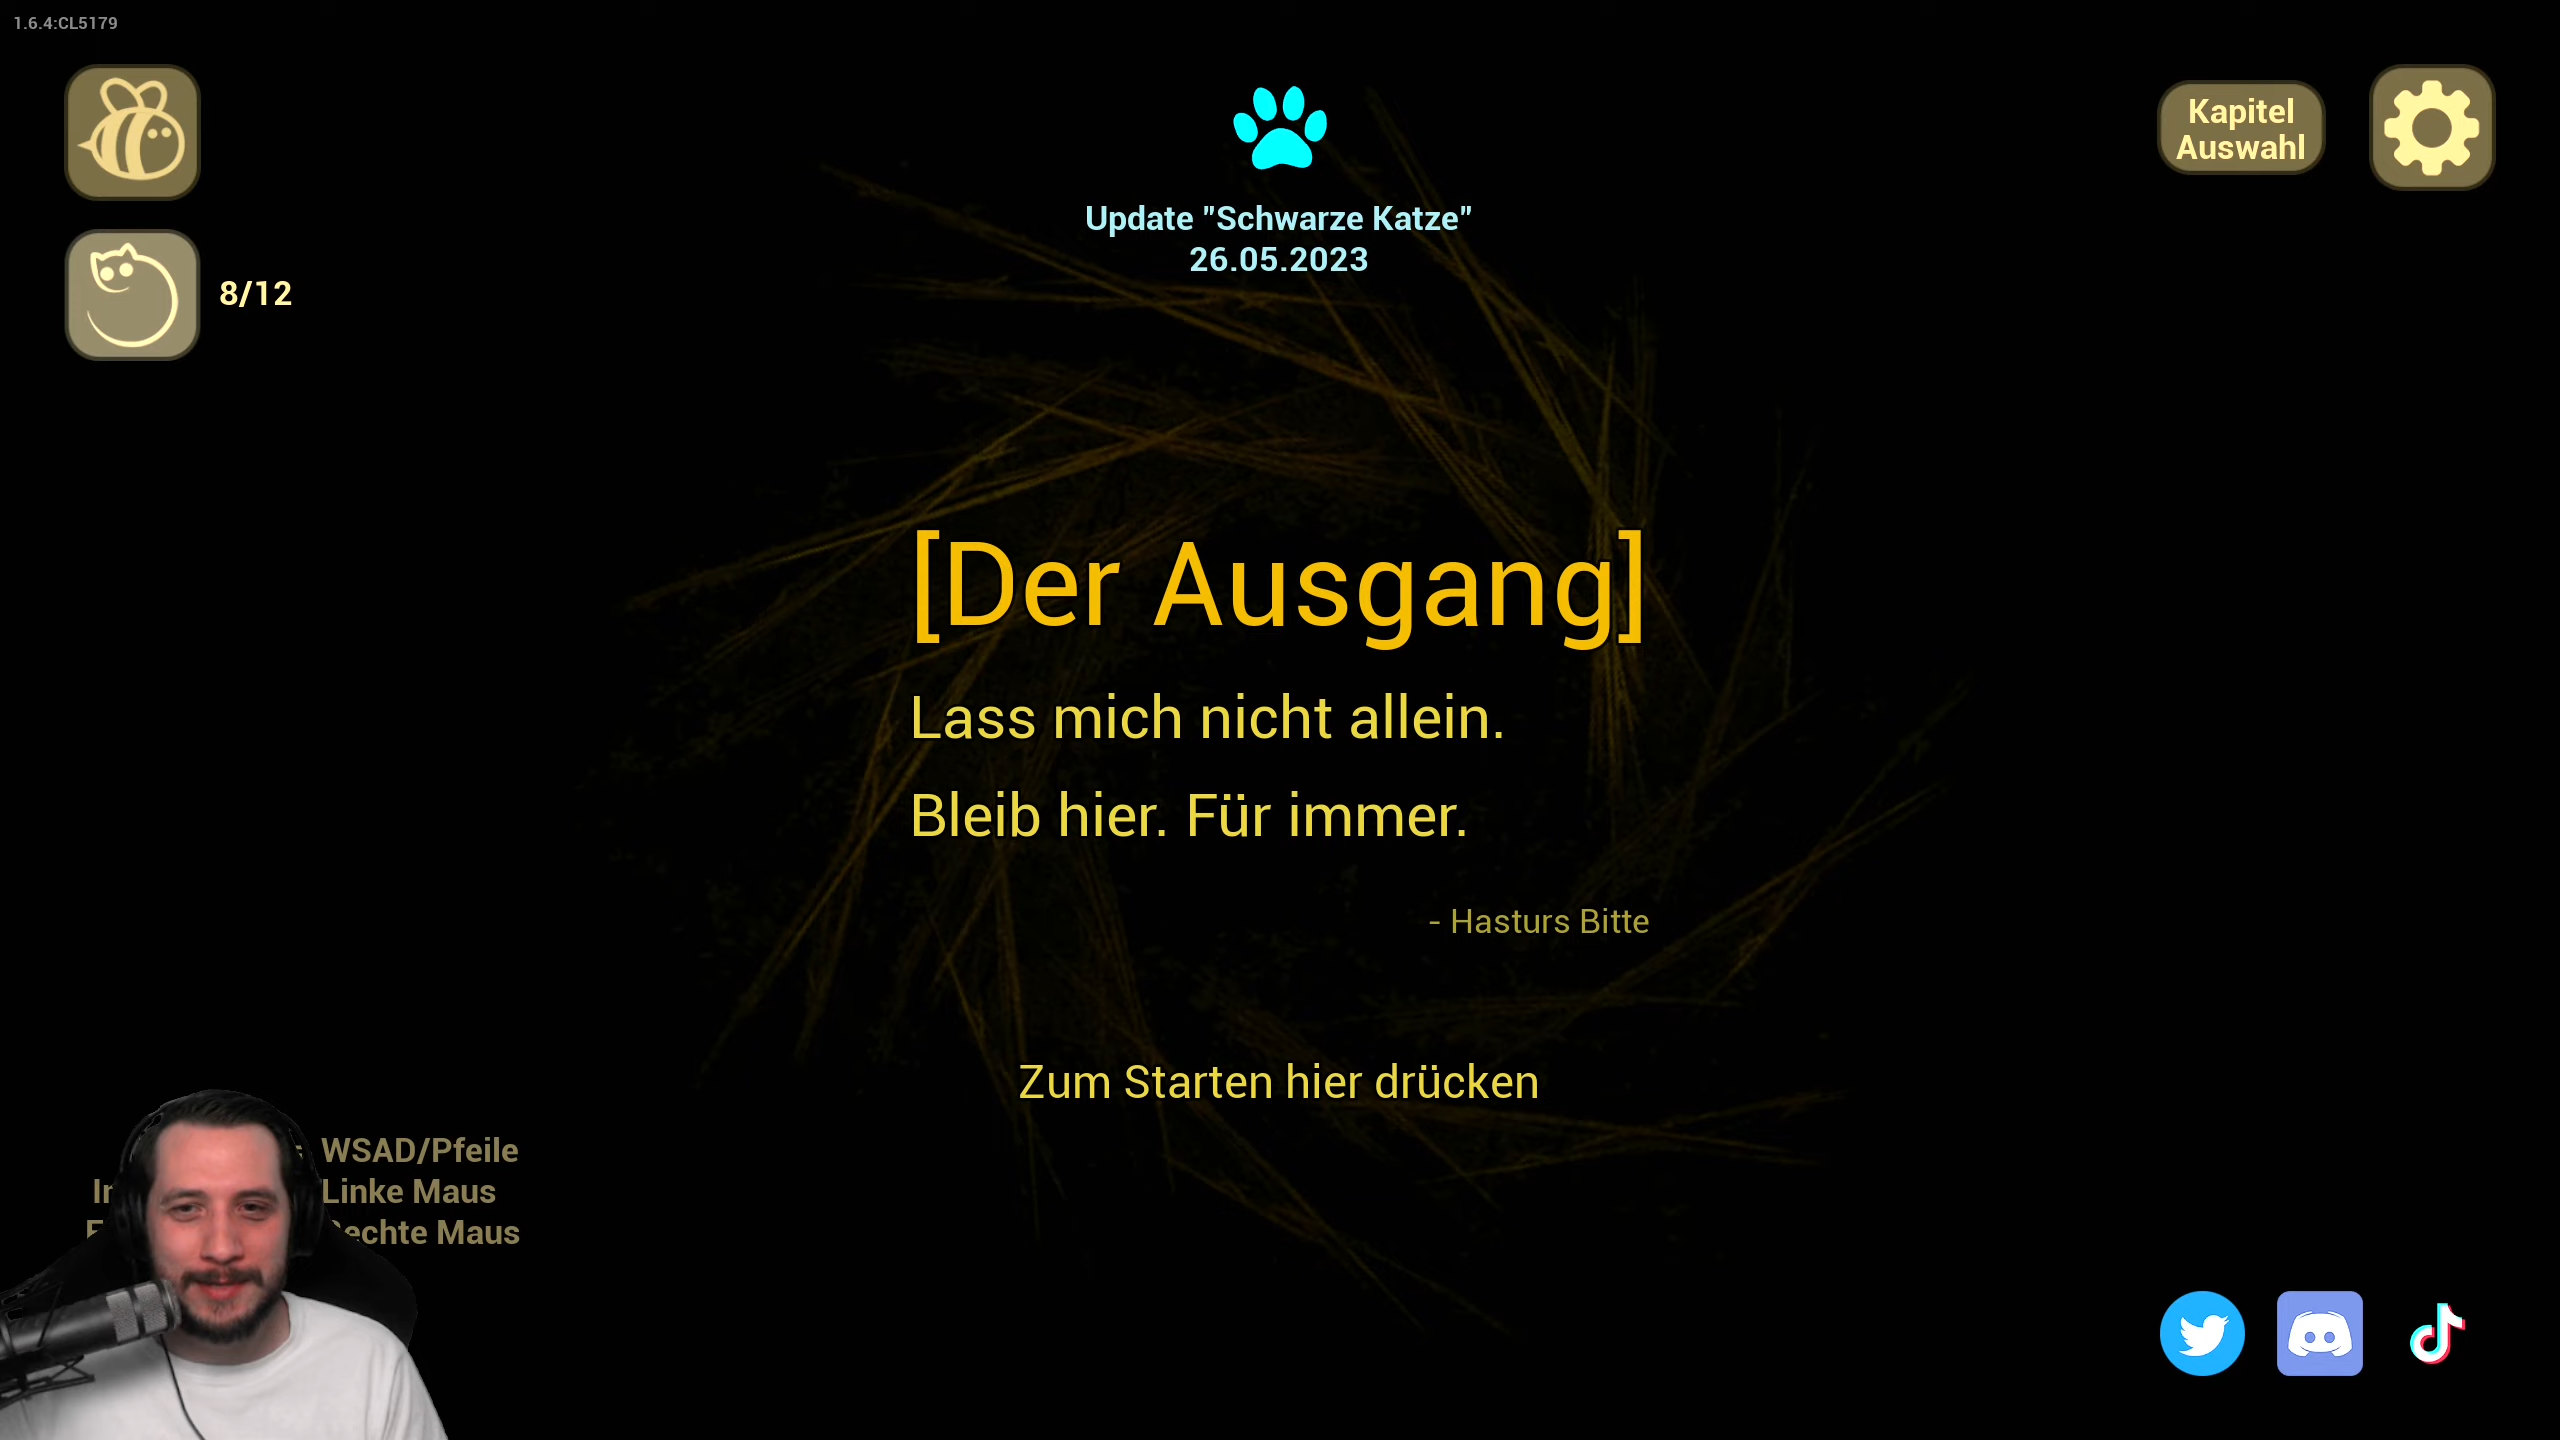 1.6.4:CL5179
Kapitel
Auswahl
Update "Schwarze Katze"
26.05.2023
8/12
[Der Ausgang]
Lass mich nicht allein.
Bleib hier. Für immer.
- Hasturs Bitte
Zum Starten hier drücken
WSAD/Pfeile
Linke Maus
Maus